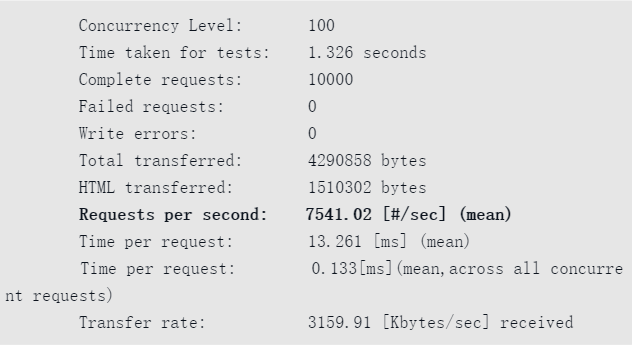 Concurrency Level: 100
Time taken for tests: 1.326 seconds
Complete requests: 10000
Failed requests: 0
Write errors: 0
Total transferred: 4290858 bytes
HTML transferred: 1510302 bytes
Requests per second: 7541.02 [#/sec] (mean)
Time per request: 13.261 [ms] (mean)
Time per request: 0.133[ms](mean,across all concurre
nt requests)
Transfer rate: 3159.91 [Kbytes/sec] received